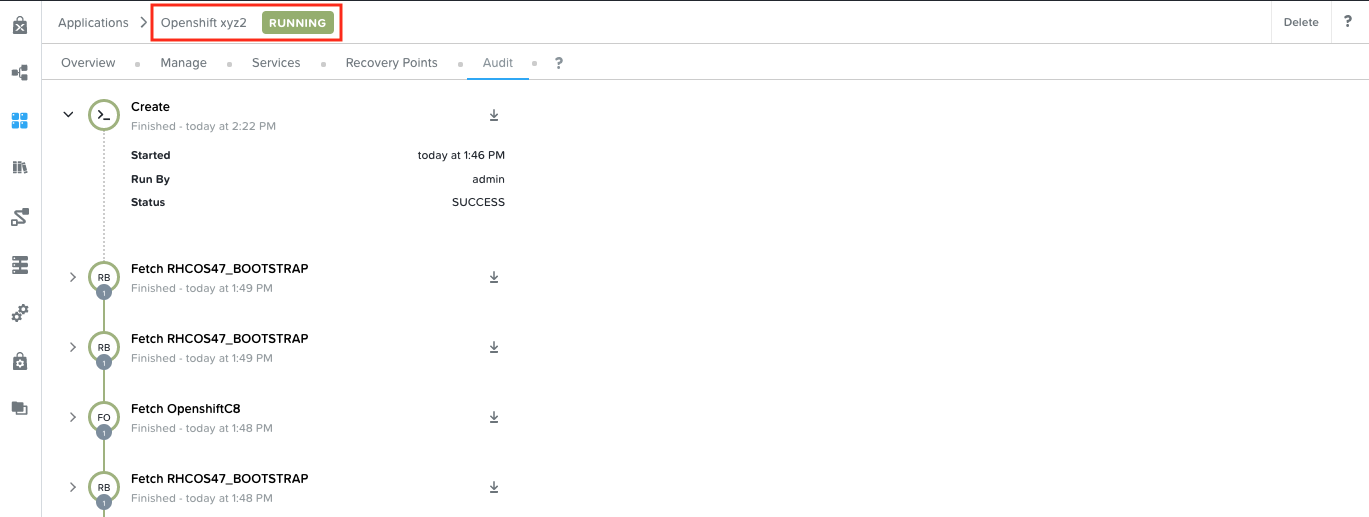 Applications Openshift xyz2 RUNNING Delete ?
Overview Manage Services Recovery Points Audit ?
>_ Create
Finished - today at 2:22 PM
Started today at 1:46 PM
Run By admin
Status SUCCESS
RB Fetch RHCOS47_BOOTSTRAP
1 Finished - today at 1:49 PM
RB Fetch RHCOS47_BOOTSTRAP
1 Finished - today at 1:49 PM
FO Fetch OpenshiftC8
1 Finished - today at 1:48 PM
RB Fetch RHCOS47_BOOTSTRAP
1 Finished - today at 1:48 PM